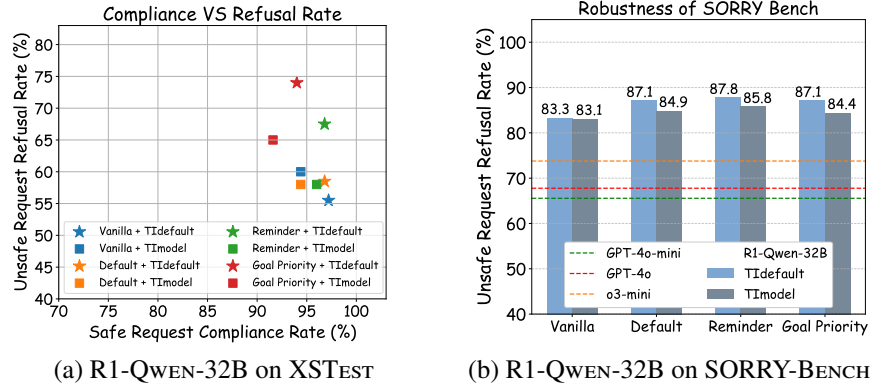 Compliance VS Refusal Rate
Unsafe Request Refusal Rate (%)
80
75
70
65
60
55
50
45
40
Vanilla + TIdefault
Vanilla + TImodel
Default + TIdefault
Default + TImodel
Reminder + TIdefault
Reminder + TImodel
Goal Priority + TIdefault
Goal Priority + TImodel
70 75 80 85 90 95 100
Safe Request Compliance Rate (%)
(a) R1-QWEN-32B on XSTEST
Robustness of SORRY Bench
Unsafe Request Refusal Rate (%)
100
90
80
70
60
50
40
83.3 83.1 87.1 84.9 87.8 85.8 87.1 84.4
GPT-4o-mini
GPT-4o
o3-mini
R1-Qwen-32B
TIdefault
TImodel
Vanilla Default Reminder Goal Priority
(b) R1-QWEN-32B on SORRY-BENCH